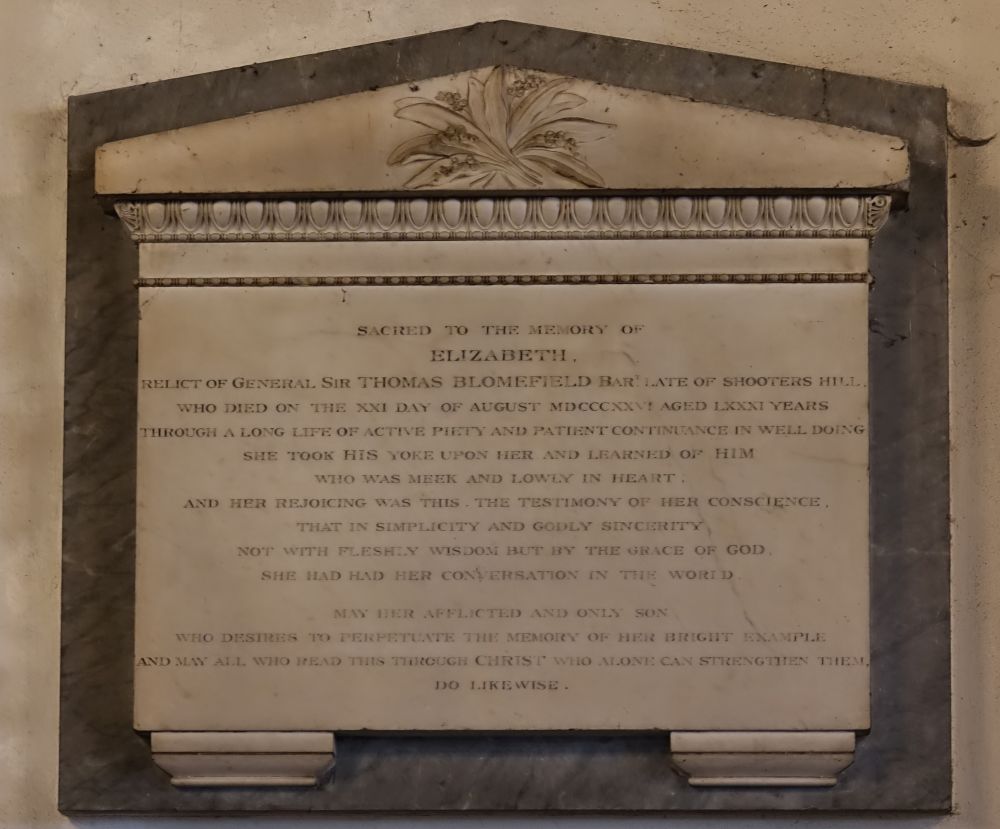 SACRED TO THE MEMORY OF
ELIZABETH,
RELICT OF GENERAL SIR THOMAS BLOMEFIELD BART LATE OF SHOOTERS HILL,
WHO DIED ON THE XXI DAY OF AUGUST MDCCCXXVI AGED LXXXI YEARS
THROUGH A LONG LIFE OF ACTIVE PIETY AND PATIENT CONTINUANCE IN WELL DOING
SHE TOOK HIS YOKE UPON HER AND LEARNED OF HIM
WHO WAS MEEK AND LOWLY IN HEART,
AND HER REJOICING WAS THIS, THE TESTIMONY OF HER CONSCIENCE,
THAT IN SIMPLICITY AND GODLY SINCERITY
NOT WITH FLESHLY WISDOM BUT BY THE GRACE OF GOD,
SHE HAD HAD HER CONVERSATION IN THE WORLD.
MAY HER AFFLICTED AND ONLY SON
WHO DESIRES TO PERPETUATE THE MEMORY OF HER BRIGHT EXAMPLE
AND MAY ALL WHO READ THIS THROUGH CHRIST WHO ALONE CAN STRENGTHEN THEM,
DO LIKEWISE.